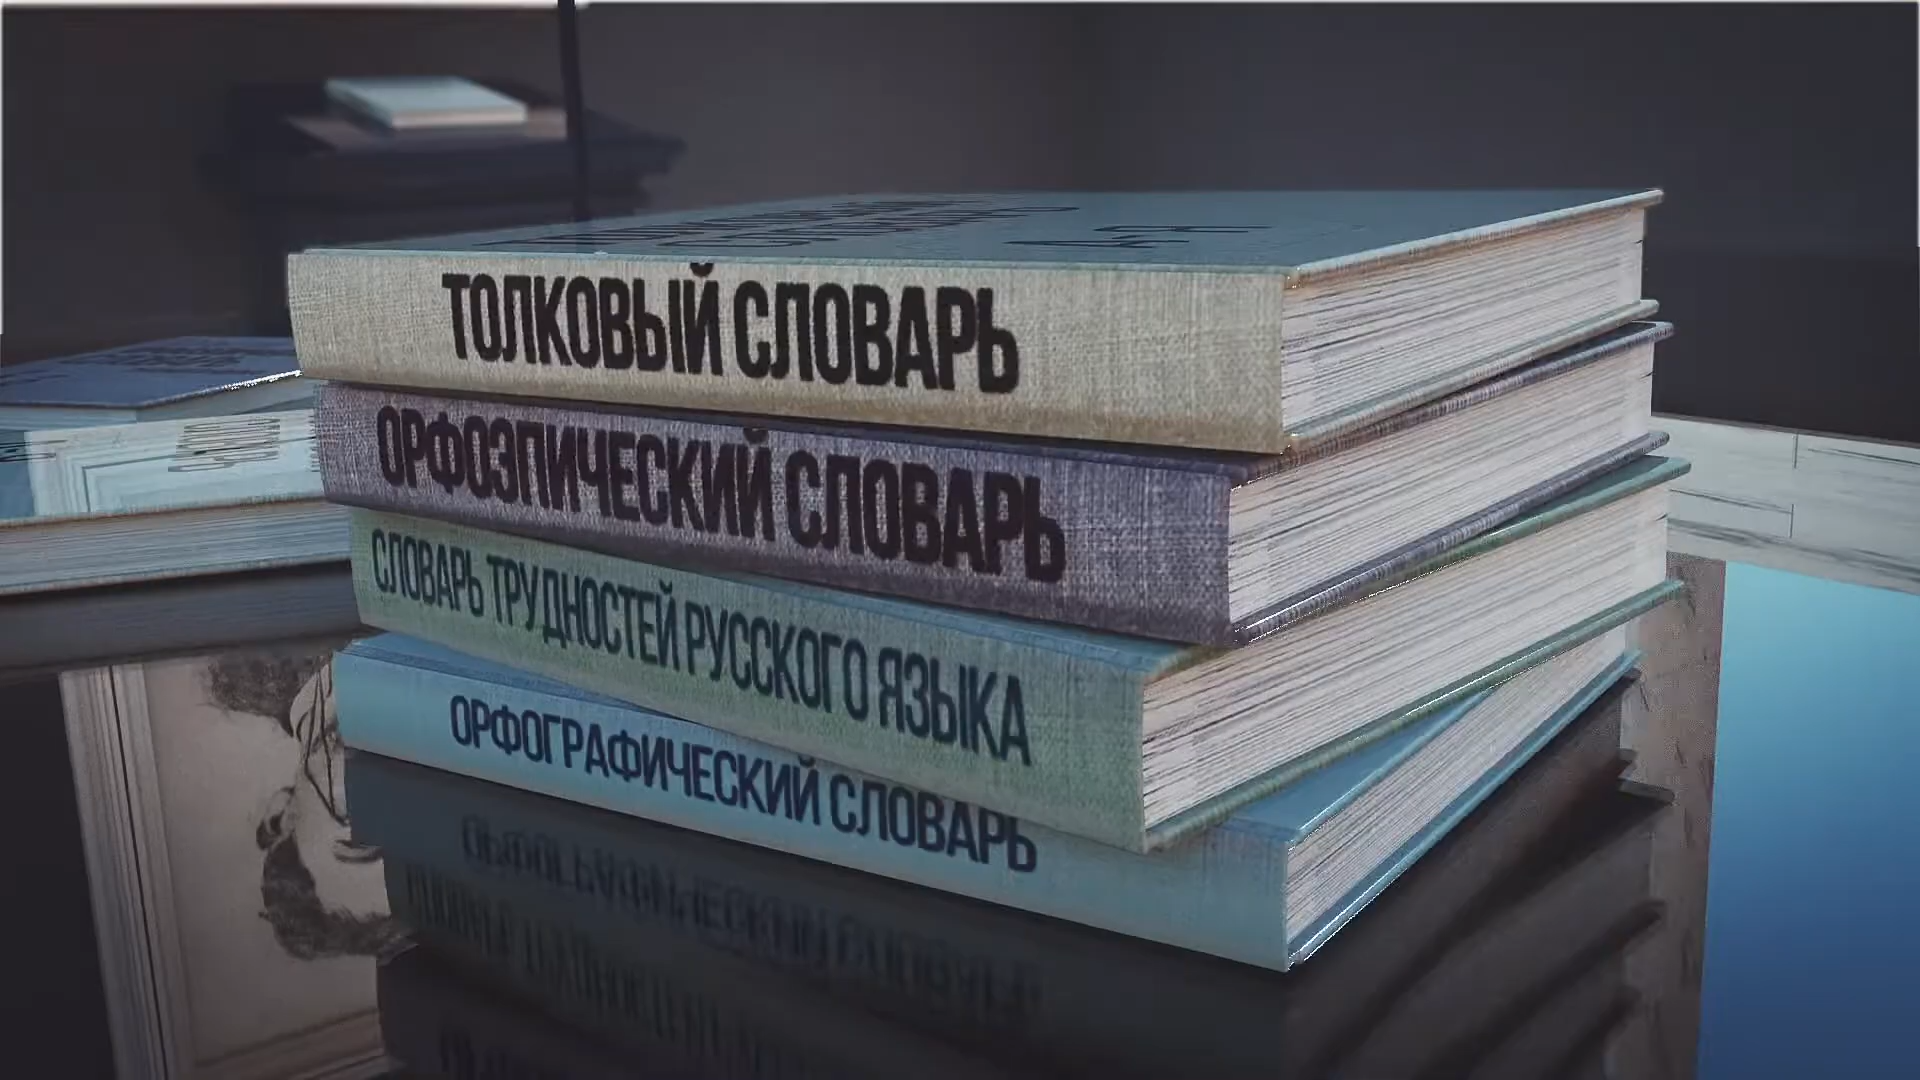 ТОЛКОВЫЙ СЛОВАРЬ
ОРФОЭПИЧЕСКИЙ СЛОВАРЬ
СЛОВАРЬ ТРУДНОСТЕЙ РУССКОГО ЯЗЫКА
ОРФОГРАФИЧЕСКИЙ СЛОВАРЬ